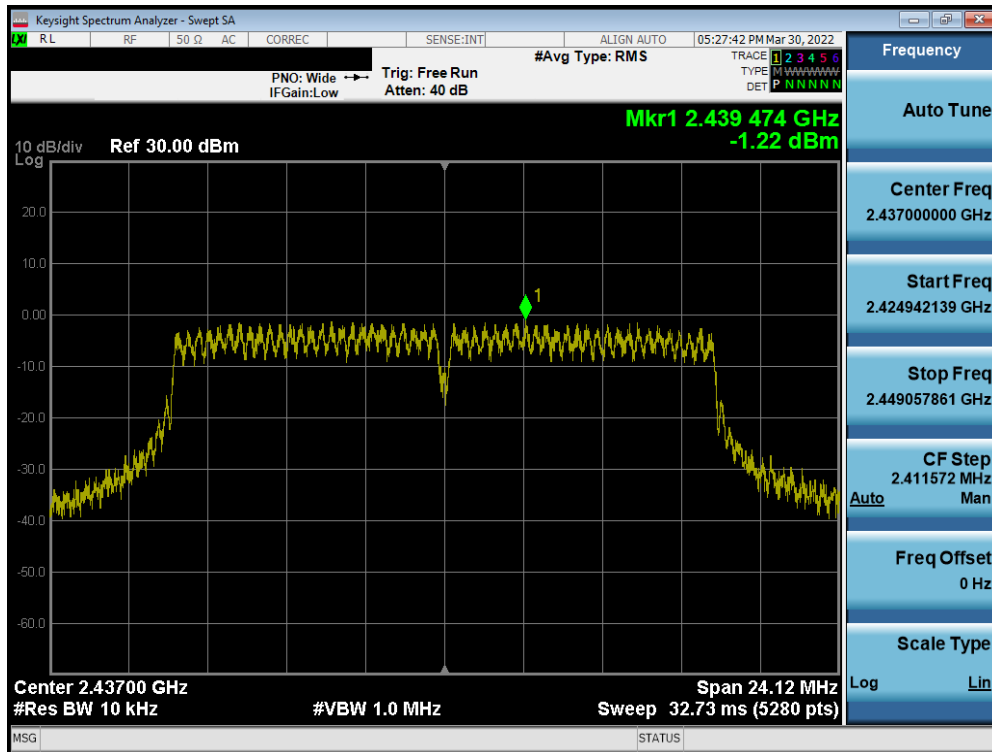 Keysight Spectrum Analyzer - Swept SA
LXI RL RF 50 Ω AC CORREC SENSE:INT ALIGN AUTO 05:27:42 PM Mar 30, 2022
PNO: Wide
IFGain:Low
Trig: Free Run
Atten: 40 dB
#Avg Type: RMS
TRACE 1 2 3 4 5 6
TYPE M W W W W W
DET P N N N N N
Mkr1 2.439 474 GHz
-1.22 dBm
10 dB/div Ref 30.00 dBm
Log
20.0
10.0
0.00
-10.0
-20.0
-30.0
-40.0
-50.0
-60.0
1
Center 2.43700 GHz Span 24.12 MHz
#Res BW 10 kHz #VBW 1.0 MHz Sweep 32.73 ms (5280 pts)
MSG STATUS
Frequency
Auto Tune
Center Freq
2.437000000 GHz
Start Freq
2.424942139 GHz
Stop Freq
2.449057861 GHz
CF Step
2.411572 MHz
Auto Man
Freq Offset
0 Hz
Scale Type
Log Lin